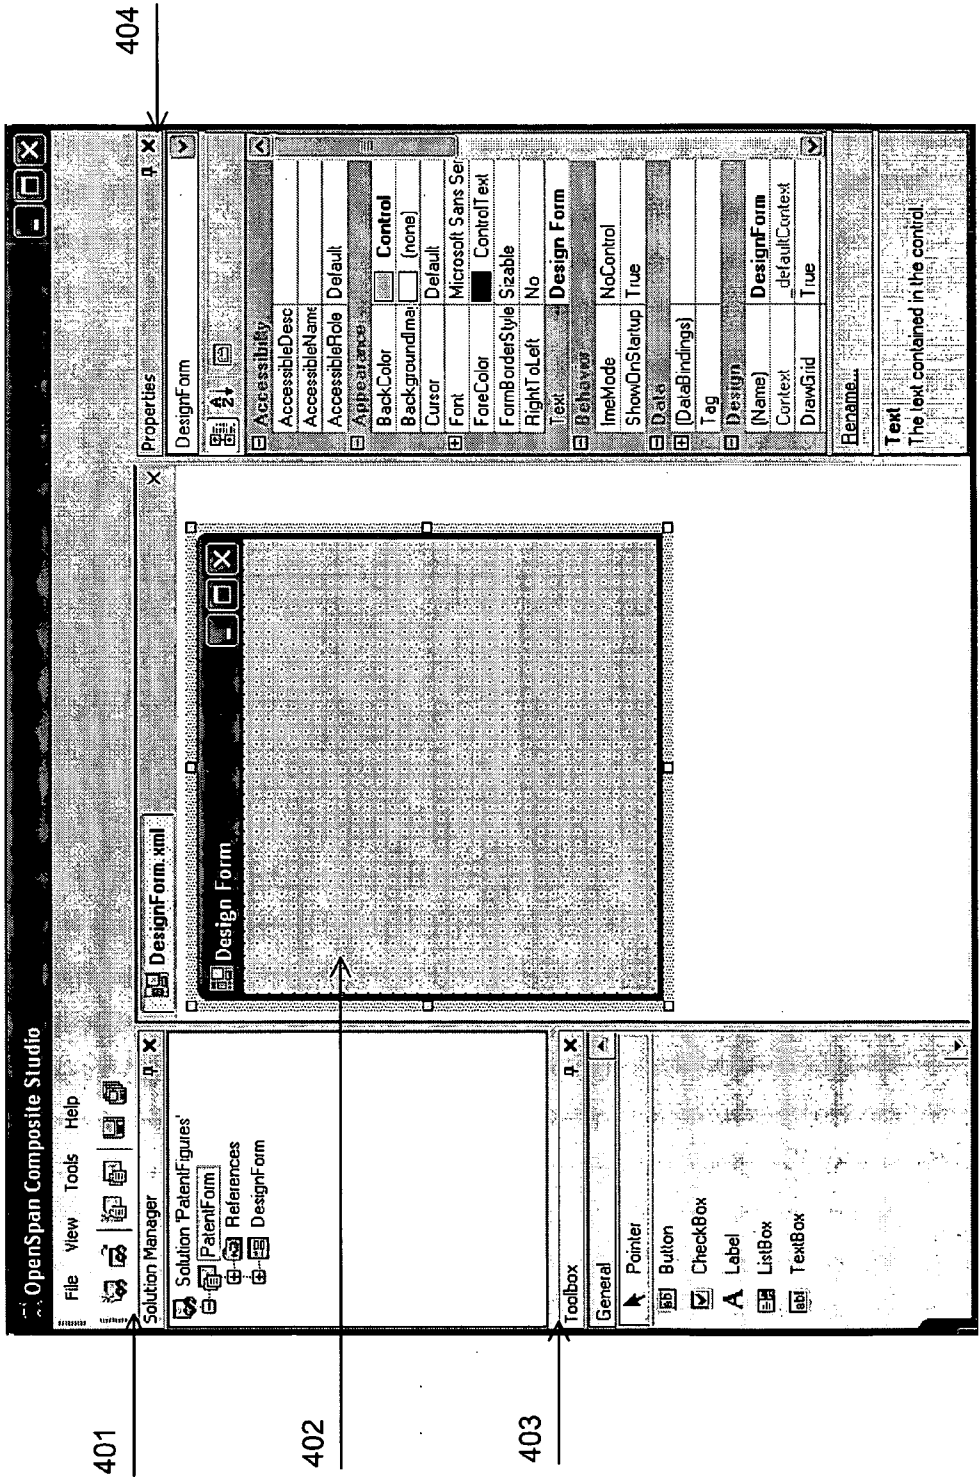 OpenSpan Composite Studio
File View Tools Help
Solution Manager
Solution 'PatentFigures'
PatentForm
References
DesignForm
Toolbox
General
Pointer
Button
CheckBox
Label
ListBox
TextBox
DesignForm.xml
Design Form
Properties
DesignForm
Accessibility
AccessibleDesc
AccessibleName
AccessibleRole Default
Appearance
BackColor Control
BackgroundImag (none)
Cursor Default
Font Microsoft Sans Ser
ForeColor ControlText
FormBorderStyle Sizable
RightToLeft No
Text Design Form
Behavior
ImeMode NoControl
ShowOnStartup True
Data
(DataBindings)
Tag
Design
(Name) DesignForm
Context _defaultContext
DrawGrid True
Rename...
Text
The text contained in the control.
401
402
403
404